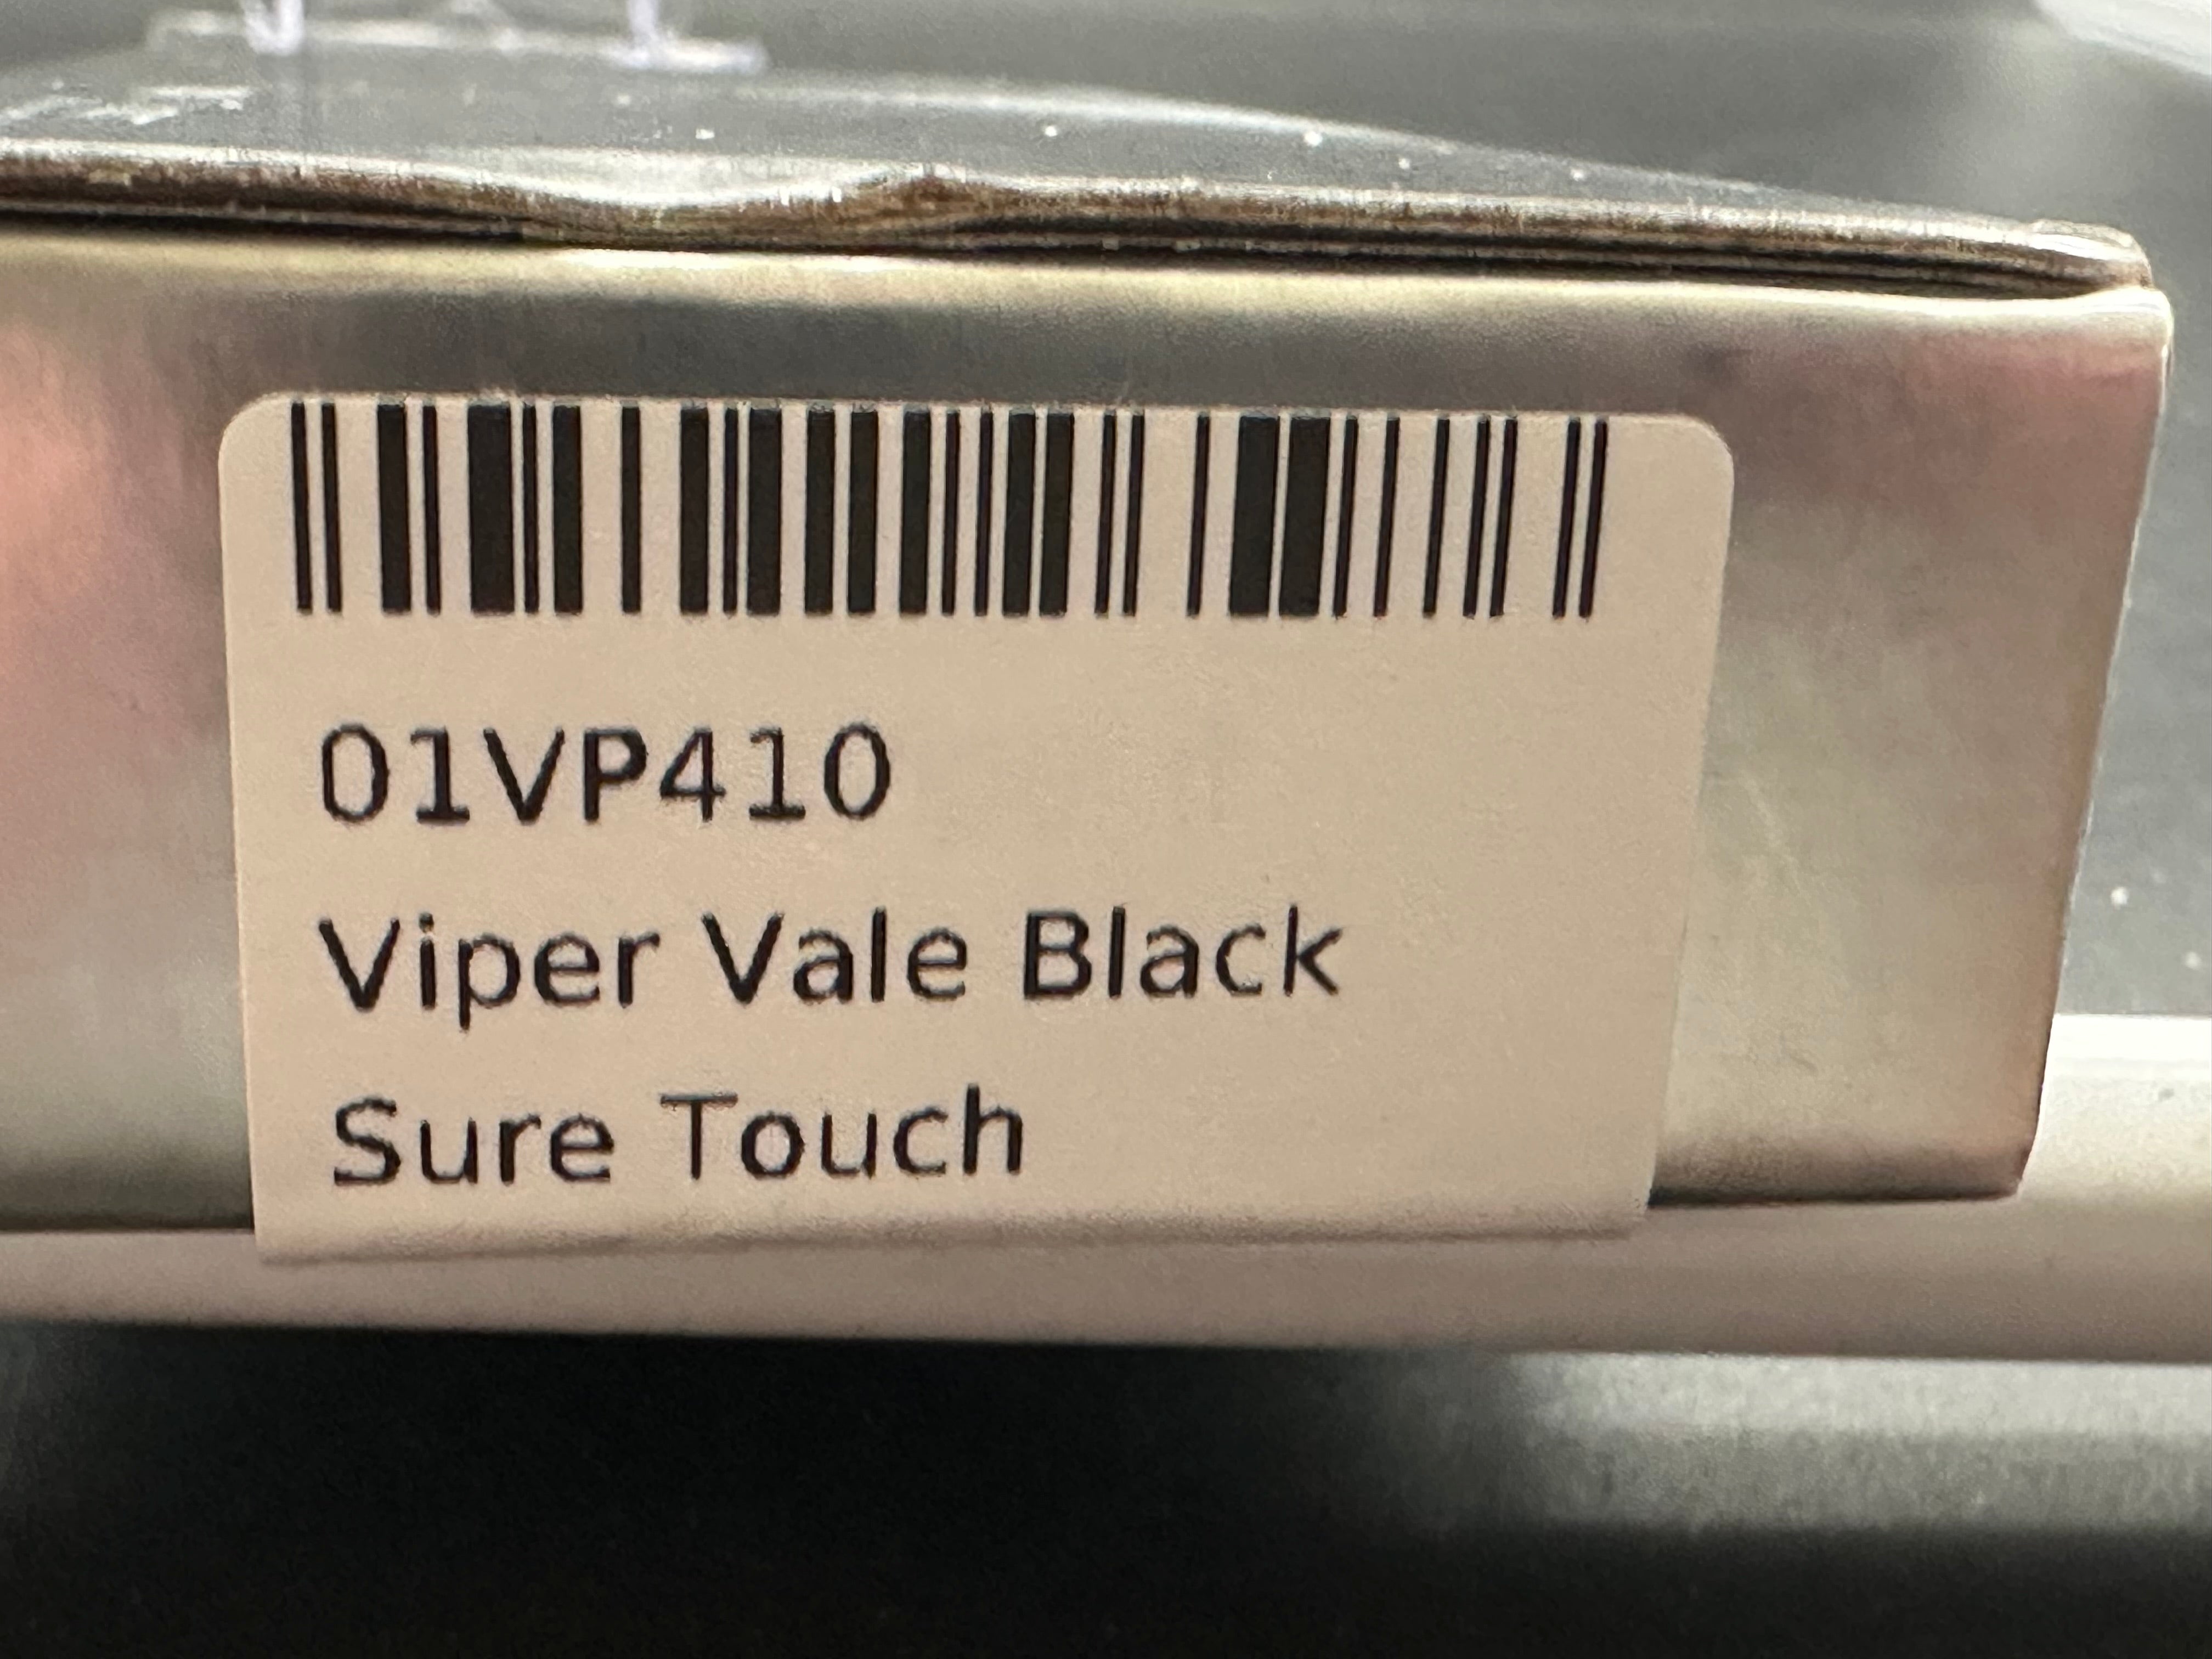 01VP410
Viper Vale Black
Sure Touch